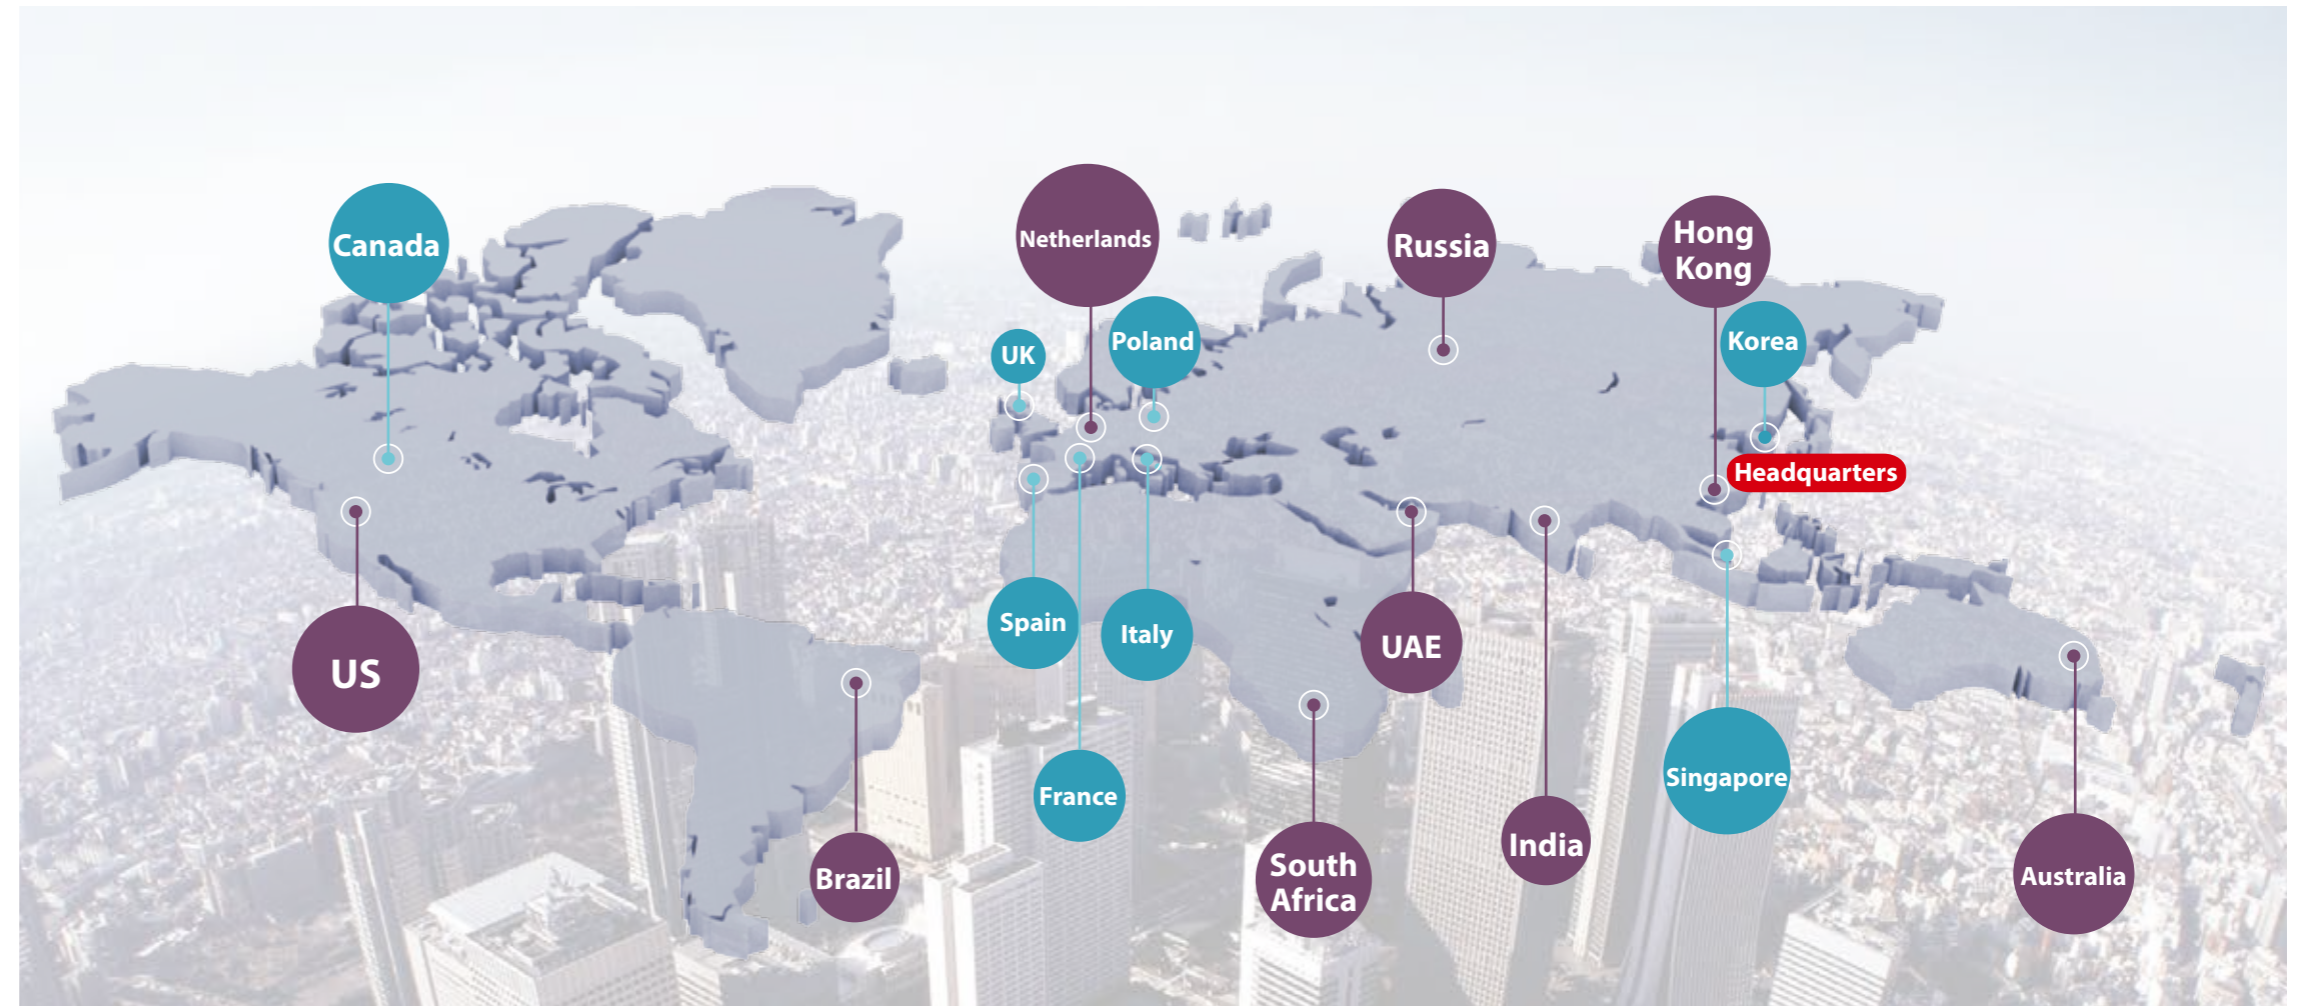 Canada
Netherlands
Russia
Hong
Kong
UK
Poland
Korea
Headquarters
US
Spain
Italy
UAE
France
Singapore
Brazil
South
Africa
India
Australia